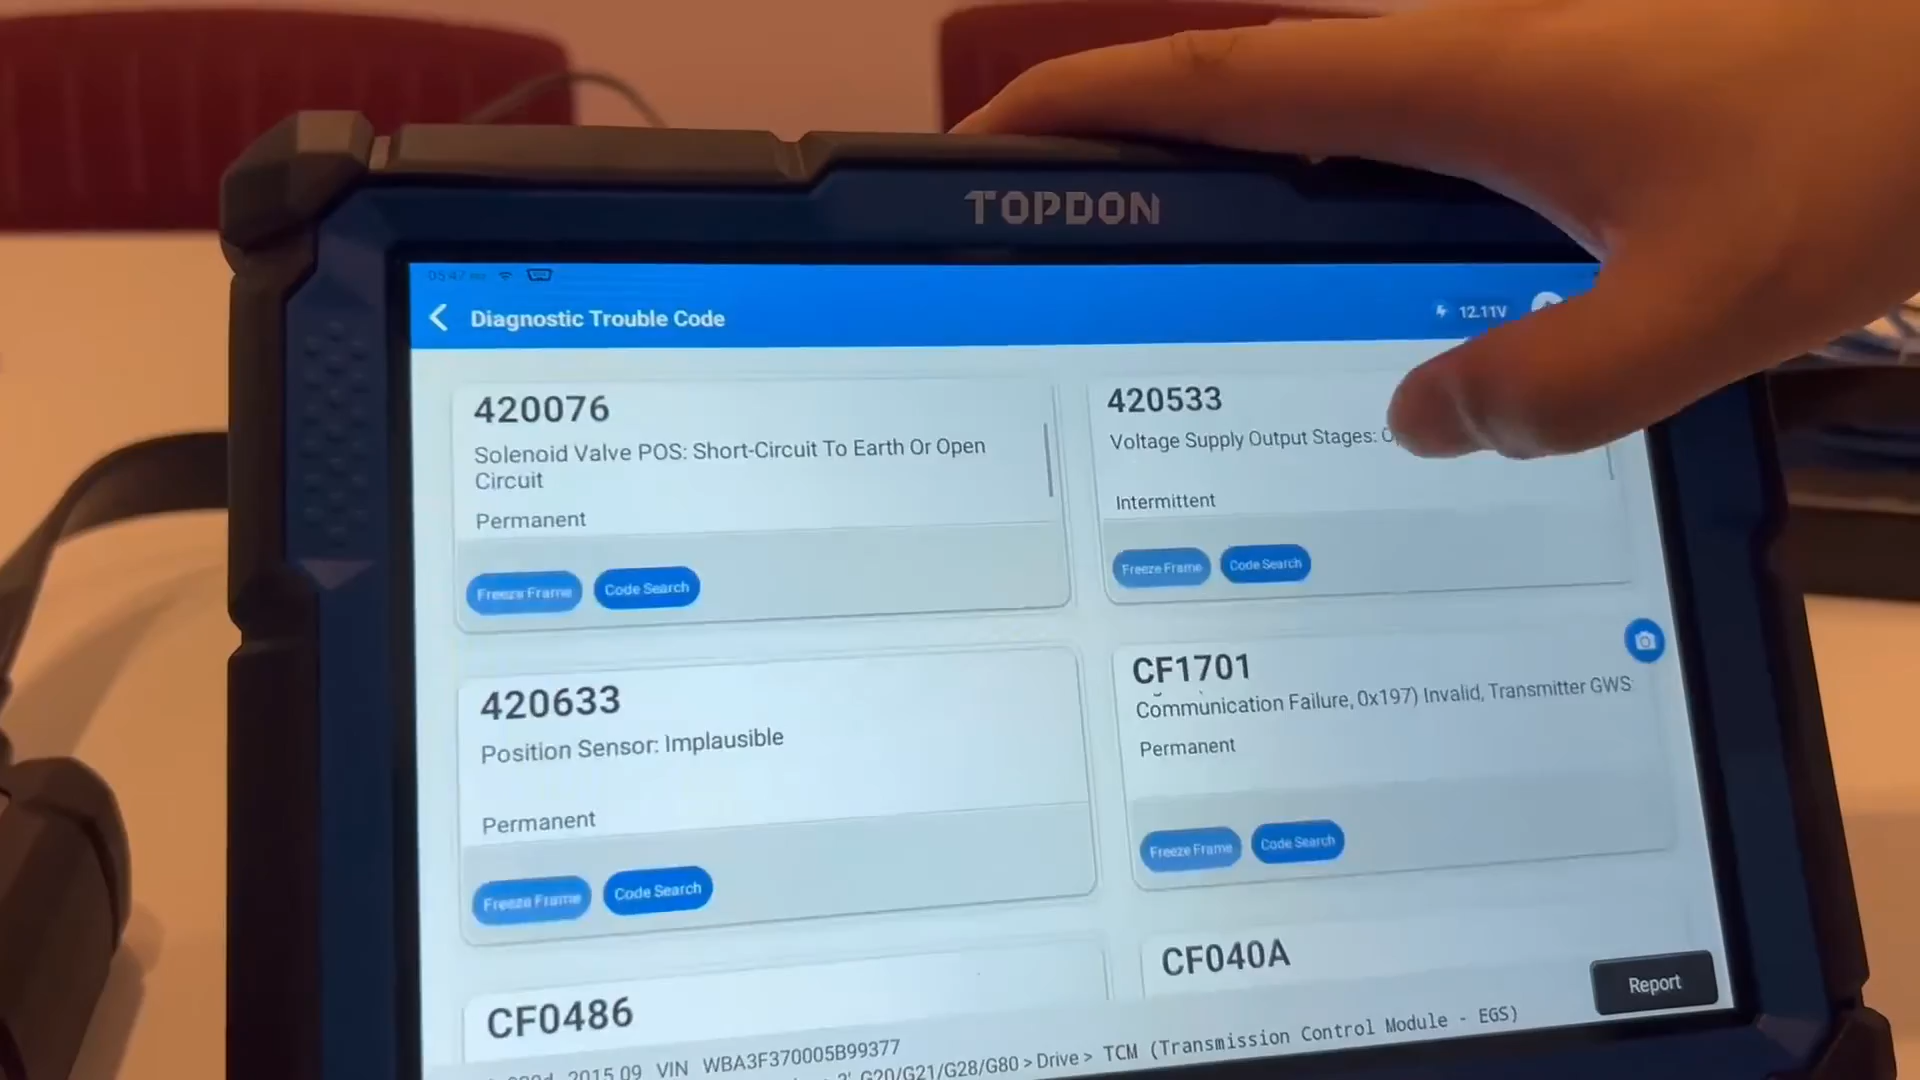 TOPDON
05:47
Diagnostic Trouble Code
12.11V
420076
Solenoid Valve POS: Short-Circuit To Earth Or Open
Circuit
Permanent
Freeze Frame
Code Search
420533
Voltage Supply Output Stages:
Intermittent
Freeze Frame
Code Search
420633
Position Sensor: Implausible
Permanent
Freeze Frame
Code Search
CF1701
Communication Failure, 0x197) Invalid, Transmitter GWS
Permanent
Freeze Frame
Code Search
CF0486
CF040A
Report
2015.09 VIN WBA3F370005B99377
G20/G21/G28/G80 > Drive > TCM (Transmission Control Module - EGS)